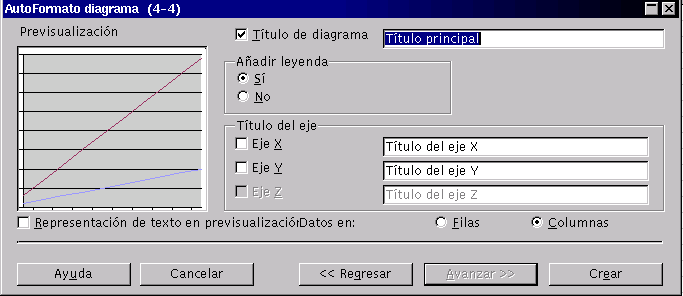 AutoFormato diagrama (4-4)
Previsualización
Título de diagrama
Título principal
Añadir leyenda
Sí
No
Título del eje
Eje X
Título del eje X
Eje Y
Título del eje Y
Eje Z
Título del eje Z
Representación de texto en previsualización
Datos en:
Filas
Columnas
Ayuda
Cancelar
<< Regresar
Avanzar >>
Crear